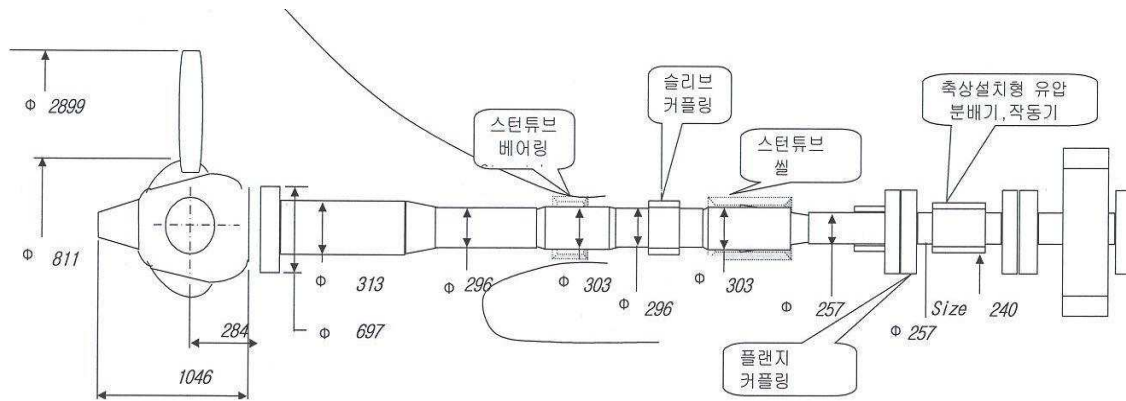 슬리브
커플링
축상설치형 유압
분배기,작동기
스턴튜브
베어링
스턴튜브
씰
Φ 2899
Φ 811
Φ 313
Φ 296
Φ 303
Φ 296
Φ 303
Φ 257
Size 240
Φ 257
Φ 697
284
1046
플랜지
커플링